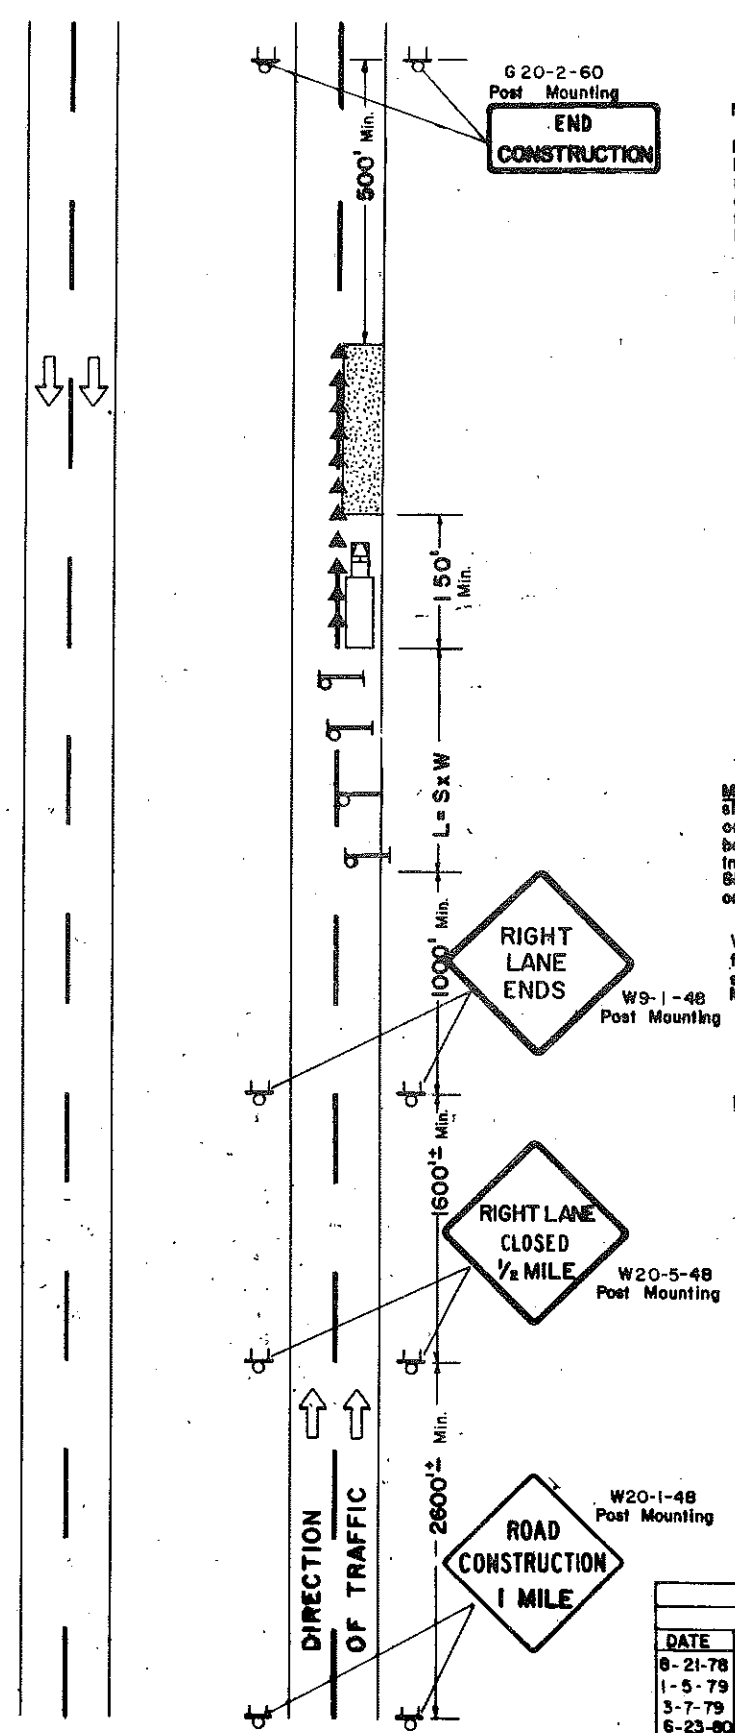 G 20-2-60
Post Mounting
END
CONSTRUCTION
500' Min.
150' Min.
L = S x W
1000' Min.
RIGHT
LANE
ENDS
W9-1-48
Post Mounting
1600'± Min.
RIGHT LANE
CLOSED
1/2 MILE
W20-5-48
Post Mounting
2600'± Min.
DIRECTION
OF TRAFFIC
W20-1-48
Post Mounting
ROAD
CONSTRUCTION
1 MILE
DATE
8-21-78
1-5-79
3-7-79
6-23-80